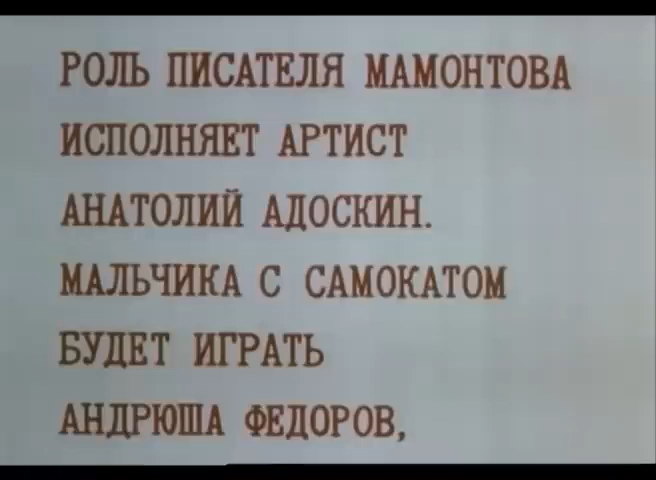 РОЛЬ ПИСАТЕЛЯ МАМОНТОВА
ИСПОЛНЯЕТ АРТИСТ
АНАТОЛИЙ АДОСКИН.
МАЛЬЧИКА С САМОКАТОМ
БУДЕТ ИГРАТЬ
АНДРЮША ФЕДОРОВ,